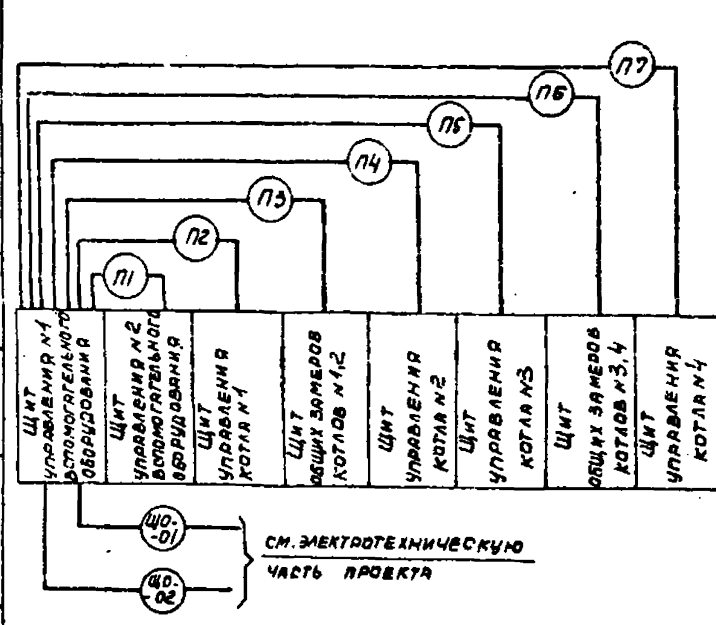 П7
П6
П5
П4
П3
П2
П1
Щит
управления №1
вспомогательного
оборудования
Щит
управления №2
вспомогательного
оборудования
Щит
управления
котла №1
Щит
общих замеров
котлов №1,2
Щит
управления
котла №2
Щит
управления
котла №3
Щит
общих замеров
котлов №3,4
Щит
управления
котла №4
ЩО-
-01
ЩО-
-02
см. электротехническую
часть проекта